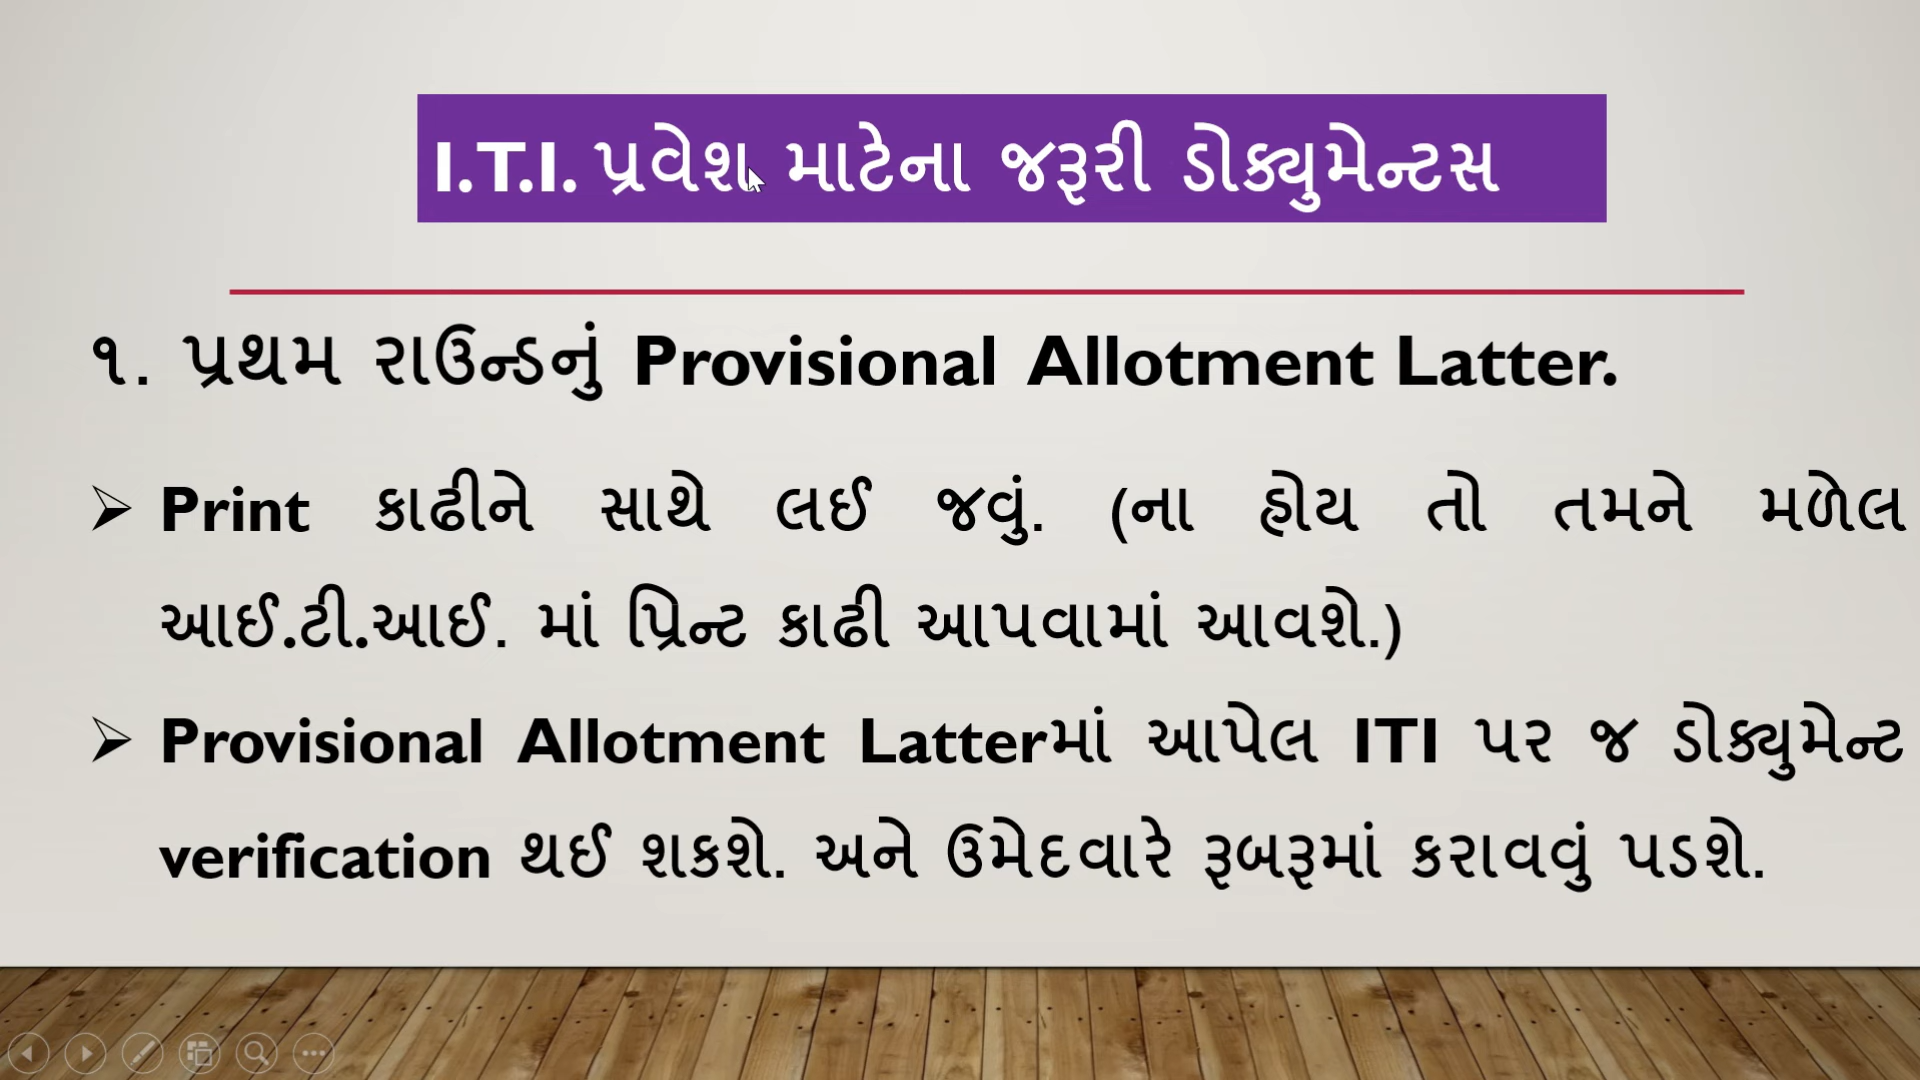 I.T.I. પ્રવેશ માટેના જરૂરી ડોક્યુમેન્ટસ
૧. પ્રથમ રાઉન્ડનું Provisional Allotment Latter.
Print કાઢીને સાથે લઈ જવું. (ના હોય તો તમને મળેલ
આઈ.ટી.આઈ. માં પ્રિન્ટ કાઢી આપવામાં આવશે.)
Provisional Allotment Latterમાં આપેલ ITI પર જ ડોક્યુમેન્ટ
verification થઈ શકશે. અને ઉમેદવારે રૂબરૂમાં કરાવવું પડશે.